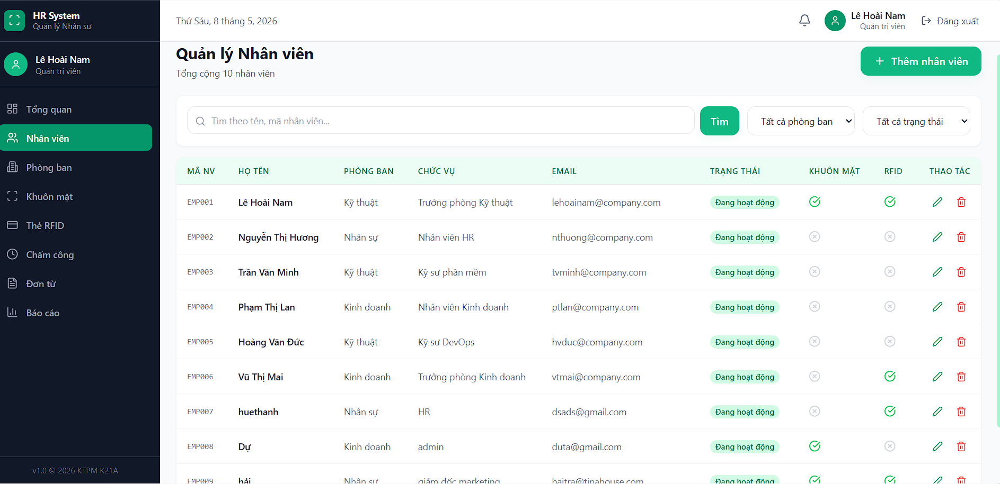 HR System
Quản lý Nhân sự
Lê Hoài Nam
Quản trị viên
Tổng quan
Nhân viên
Phòng ban
Khuôn mặt
Thẻ RFID
Chấm công
Đơn từ
Báo cáo
v1.0 © 2026 KTPM K21A
Thứ Sáu, 8 tháng 5, 2026
Lê Hoài Nam
Quản trị viên
Đăng xuất
Quản lý Nhân viên
Tổng cộng 10 nhân viên
Thêm nhân viên
Tìm theo tên, mã nhân viên...
Tìm
Tất cả phòng ban
Tất cả trạng thái
MÃ NV HỌ TÊN PHÒNG BAN CHỨC VỤ EMAIL TRẠNG THÁI KHUÔN MẶT RFID THAO TÁC
EMP001 Lê Hoài Nam Kỹ thuật Trưởng phòng Kỹ thuật lehoainam@company.com Đang hoạt động
EMP002 Nguyễn Thị Hương Nhân sự Nhân viên HR nthuong@company.com Đang hoạt động
EMP003 Trần Văn Minh Kỹ thuật Kỹ sư phần mềm tvminh@company.com Đang hoạt động
EMP004 Phạm Thị Lan Kinh doanh Nhân viên Kinh doanh ptlan@company.com Đang hoạt động
EMP005 Hoàng Văn Đức Kỹ thuật Kỹ sư DevOps hvduc@company.com Đang hoạt động
EMP006 Vũ Thị Mai Kinh doanh Trưởng phòng Kinh doanh vtmai@company.com Đang hoạt động
EMP007 huethanh Nhân sự HR dsads@gmail.com Đang hoạt động
EMP008 Dự Kinh doanh admin duta@gmail.com Đang hoạt động
EMP009 hải Nhân sự giám đốc marketing haitra@tinahouse.com Đang hoạt động